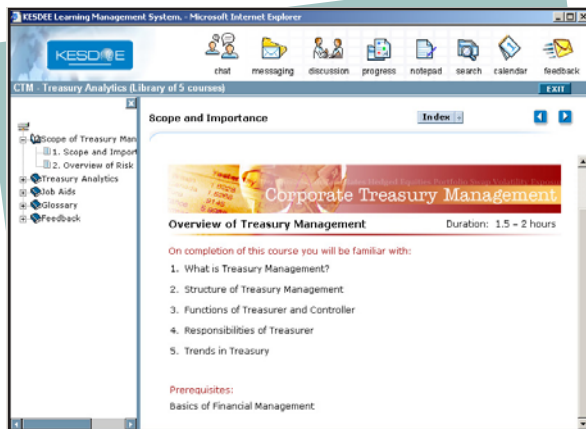 KESDEE Learning Management System. - Microsoft Internet Explorer
KESDEE
chat messaging discussion progress notepad search calendar feedback
CTM - Treasury Analytics (Library of 5 courses) EXIT
Scope of Treasury Man
1. Scope and Import
2. Overview of Risk
Treasury Analytics
Job Aids
Glossary
Feedback
Scope and Importance Index
Corporate Treasury Management
Overview of Treasury Management Duration: 1.5 – 2 hours
On completion of this course you will be familiar with:
1. What is Treasury Management?
2. Structure of Treasury Management
3. Functions of Treasurer and Controller
4. Responsibilities of Treasurer
5. Trends in Treasury
Prerequisites:
Basics of Financial Management